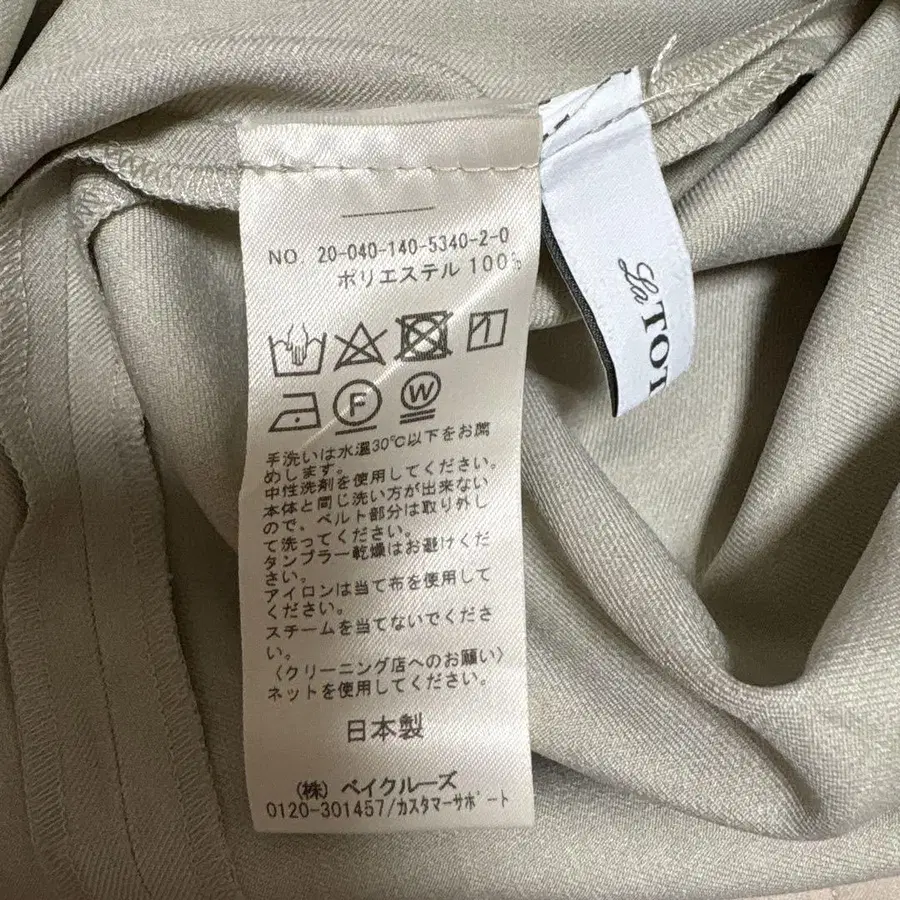 NO 20-040-140-5340-2-0
ポリエステル 100%
F
W
手洗いは水温30℃以下をお薦
めします。
中性洗剤を使用してください。
本体と同じ洗い方が出来ない
ので、ベルト部分は取り外し
て洗ってください。
タンブラー乾燥はお避けくだ
さい。
アイロンは当て布を使用して
ください。
スチームを当てないでくださ
い。
〈クリーニング店へのお願い〉
ネットを使用してください。
日本製
(株) ベイクルーズ
0120-301457/カスタマーサポート
La TOT